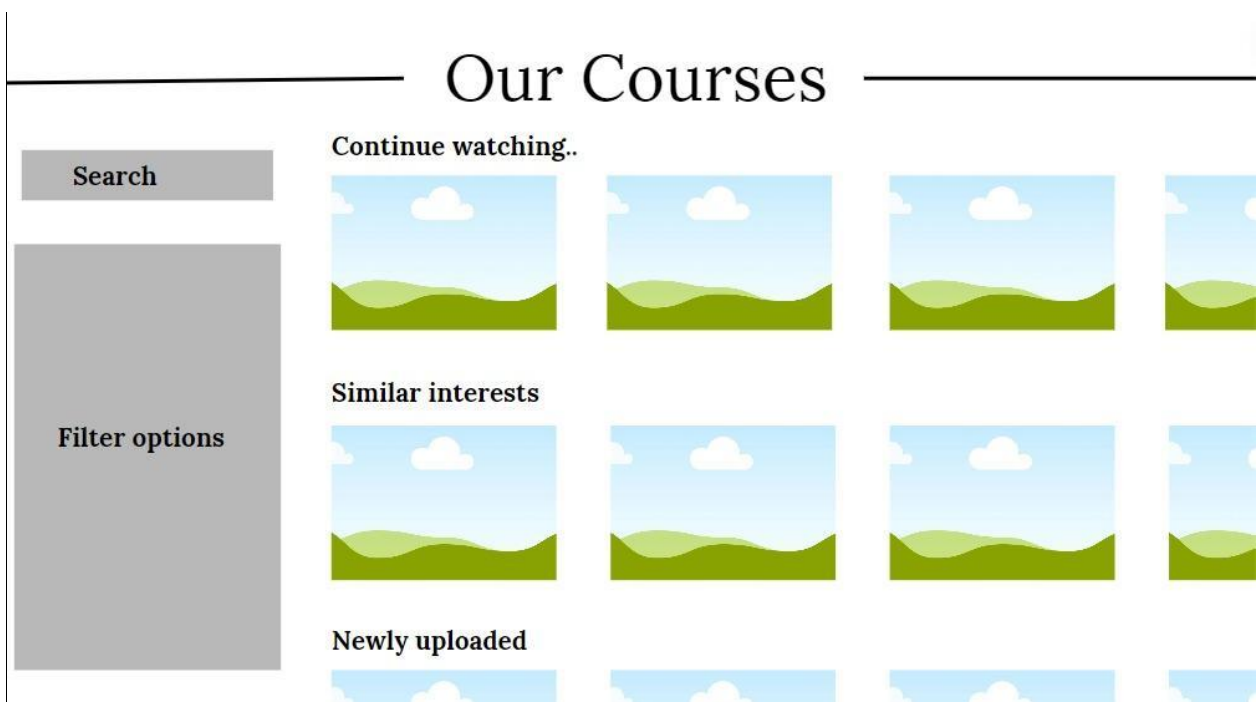 Our Courses
Search
Filter options
Continue watching..
Similar interests
Newly uploaded